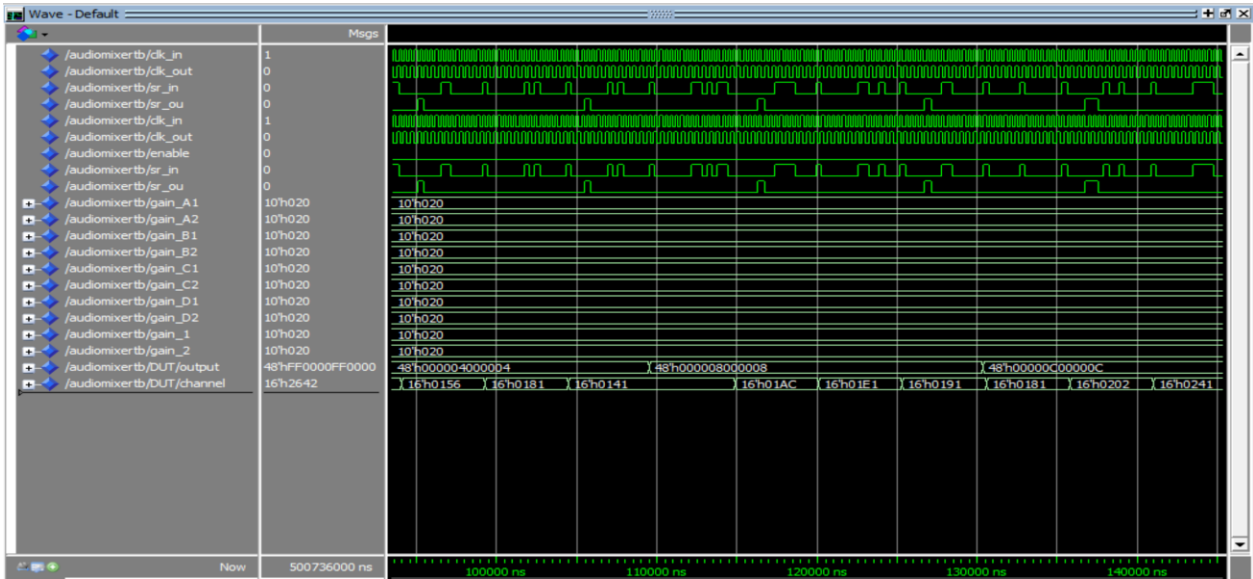 Wave - Default
Msgs
/audiomixertb/clk_in 1
/audiomixertb/clk_out 0
/audiomixertb/sr_in 0
/audiomixertb/sr_ou 0
/audiomixertb/clk_in 1
/audiomixertb/clk_out 0
/audiomixertb/enable 0
/audiomixertb/sr_in 0
/audiomixertb/sr_ou 0
/audiomixertb/gain_A1 10'h020 10'h020
/audiomixertb/gain_A2 10'h020 10'h020
/audiomixertb/gain_B1 10'h020 10'h020
/audiomixertb/gain_B2 10'h020 10'h020
/audiomixertb/gain_C1 10'h020 10'h020
/audiomixertb/gain_C2 10'h020 10'h020
/audiomixertb/gain_D1 10'h020 10'h020
/audiomixertb/gain_D2 10'h020 10'h020
/audiomixertb/gain_1 10'h020 10'h020
/audiomixertb/gain_2 10'h020 10'h020
/audiomixertb/DUT/output 48'hFF0000FF0000 48'h000004000004 48'h000008000008 48'h00000C00000C
/audiomixertb/DUT/channel 16'h2642 16'h0156 16'h0181 16'h0141 16'h01AC 16'h01E1 16'h0191 16'h0181 16'h0202 16'h0241
Now 500736000 ns 100000 ns 110000 ns 120000 ns 130000 ns 140000 ns